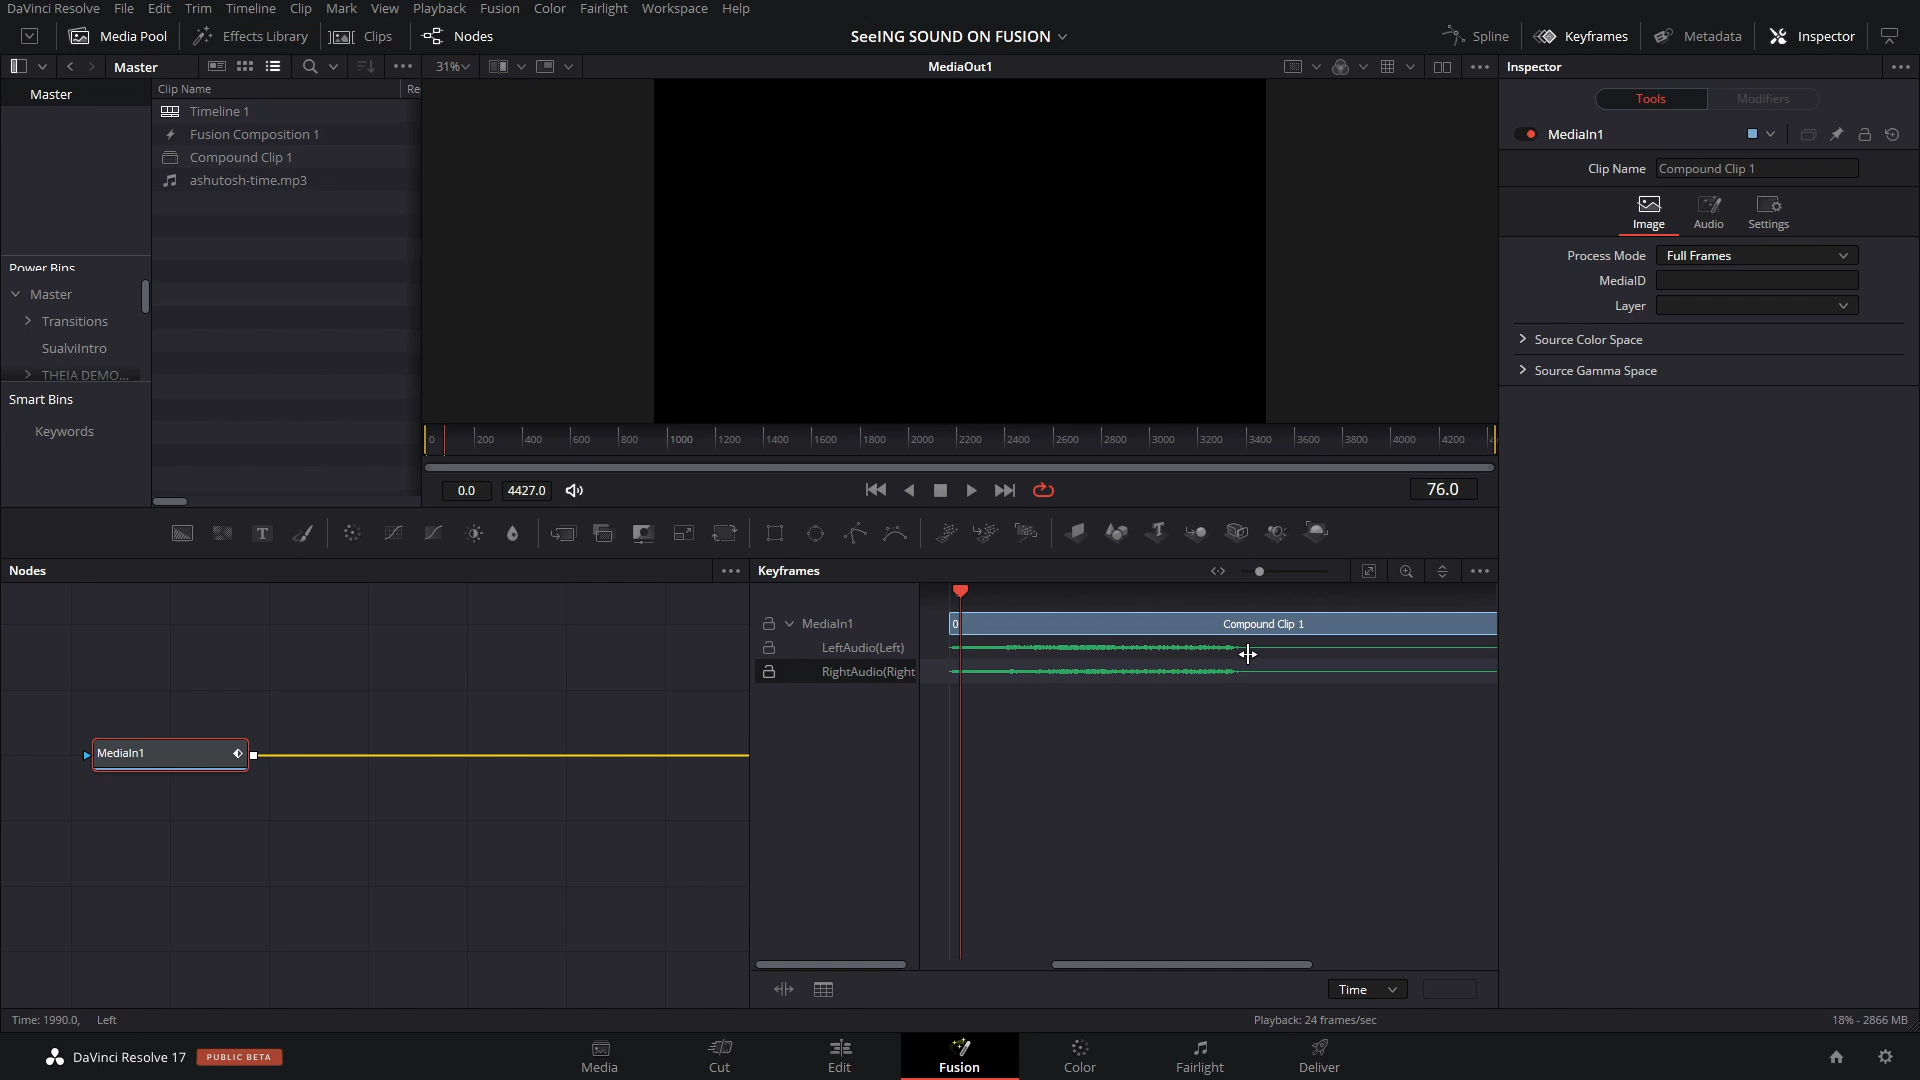 DaVinci Resolve File Edit Trim Timeline Clip Mark View Playback Fusion Color Fairlight Workspace Help
Media Pool Effects Library Clips Nodes SeeING SOUND ON FUSION Spline Keyframes Metadata Inspector
Master 31% MediaOut1 Inspector
Master
Clip Name Re
Timeline 1
Fusion Composition 1
Compound Clip 1
ashutosh-time.mp3
Power Bins
Master
Transitions
SualviIntro
THEIA DEMO...
Smart Bins
Keywords
Tools Modifiers
MediaIn1
Clip Name Compound Clip 1
Image Audio Settings
Process Mode Full Frames
MediaID
Layer
Source Color Space
Source Gamma Space
0 200 400 600 800 1000 1200 1400 1600 1800 2000 2200 2400 2600 2800 3000 3200 3400 3600 3800 4000 4200
0.0 4427.0 76.0
T T
Nodes
MediaIn1
Keyframes
MediaIn1 0 Compound Clip 1
LeftAudio(Left)
RightAudio(Right
Time
Time: 1990.0, Left Playback: 24 frames/sec 18% - 2866 MB
DaVinci Resolve 17 PUBLIC BETA
Media Cut Edit Fusion Color Fairlight Deliver